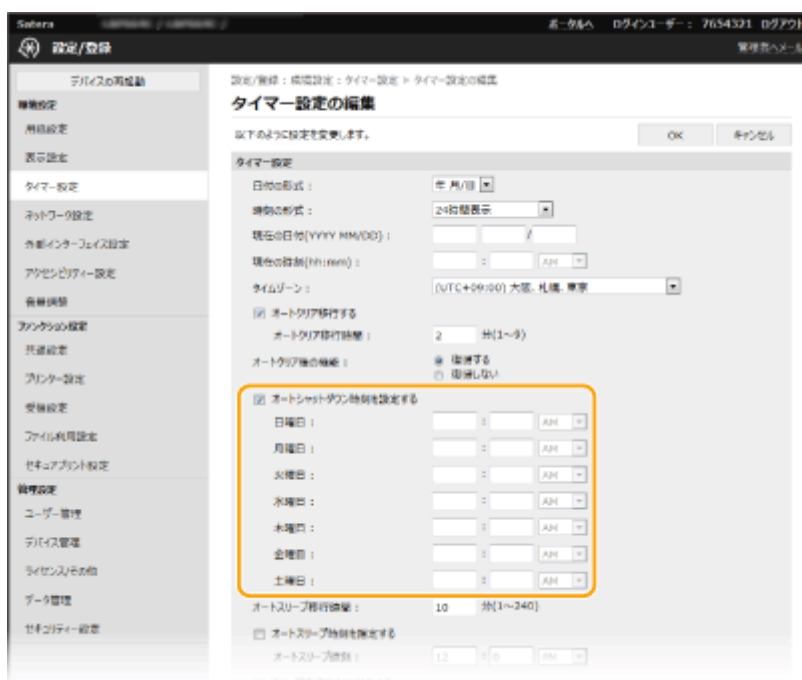 Satera
ポータルへ ログインユーザー： 7654321 ログアウト
設定/登録
管理者へメール
デバイスの再起動
環境設定
用紙設定
表示設定
タイマー設定
ネットワーク設定
外部インターフェイス設定
アクセシビリティー設定
音量調整
ファンクション設定
共通設定
プリンター設定
受信設定
ファイル利用設定
セキュアプリント設定
管理設定
ユーザー管理
デバイス管理
ライセンス/その他
データ管理
セキュリティー設定
設定/登録 : 環境設定 : タイマー設定 > タイマー設定の編集
タイマー設定の編集
以下のように設定を変更します。
OK キャンセル
タイマー設定
日付の形式 : 年 月/日
時刻の形式 : 24時間表示
現在の日付(YYYY MM/DD) : /
現在の時刻(hh:mm) : : AM
タイムゾーン : (UTC+09:00) 大阪、札幌、東京
オートクリア移行する
オートクリア移行時間 : 2 分(1～9)
オートクリア後の機能 : 復帰する
復帰しない
オートシャットダウン時刻を設定する
日曜日 : : AM
月曜日 : : AM
火曜日 : : AM
水曜日 : : AM
木曜日 : : AM
金曜日 : : AM
土曜日 : : AM
オートスリープ移行時間 : 10 分(1～240)
オートスリープ時刻を指定する
オートスリープ時刻 : 12 : 0 AM